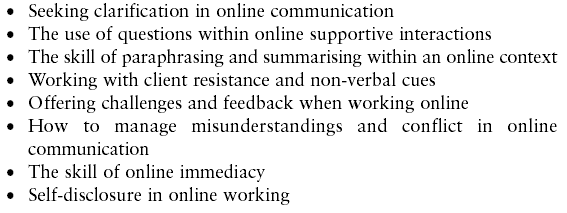 • Seeking clarification in online communication
• The use of questions within online supportive interactions
• The skill of paraphrasing and summarising within an online context
• Working with client resistance and non-verbal cues
• Offering challenges and feedback when working online
• How to manage misunderstandings and conflict in online
communication
• The skill of online immediacy
• Self-disclosure in online working